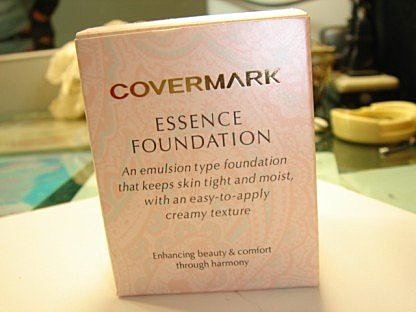 COVERMARK
ESSENCE
FOUNDATION
An emulsion type foundation
that keeps skin tight and moist,
with an easy-to-apply
creamy texture
Enhancing beauty & comfort
through harmony